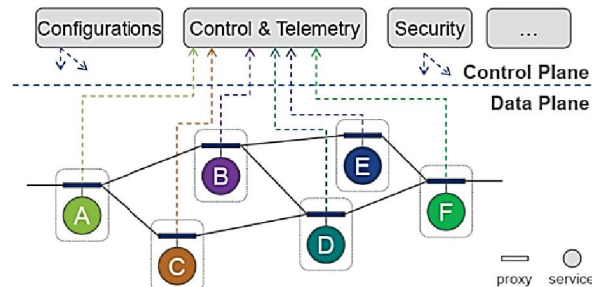 Configurations
Control & Telemetry
Security
...
Control Plane
Data Plane
A
B
C
D
E
F
proxy
service